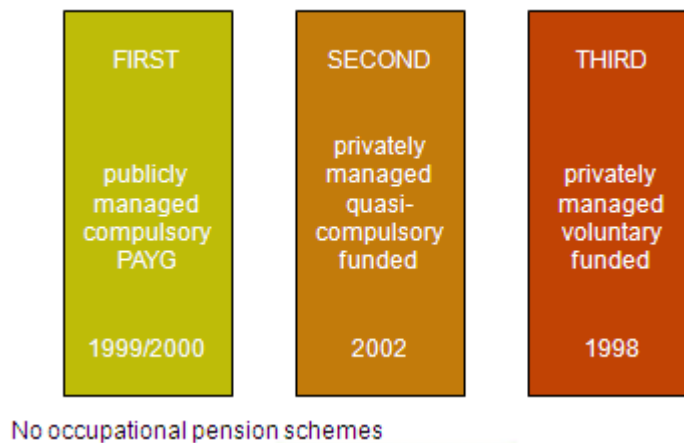 FIRST
publicly
managed
compulsory
PAYG
1999/2000
SECOND
privately
managed
quasi-
compulsory
funded
2002
THIRD
privately
managed
voluntary
funded
1998
No occupational pension schemes